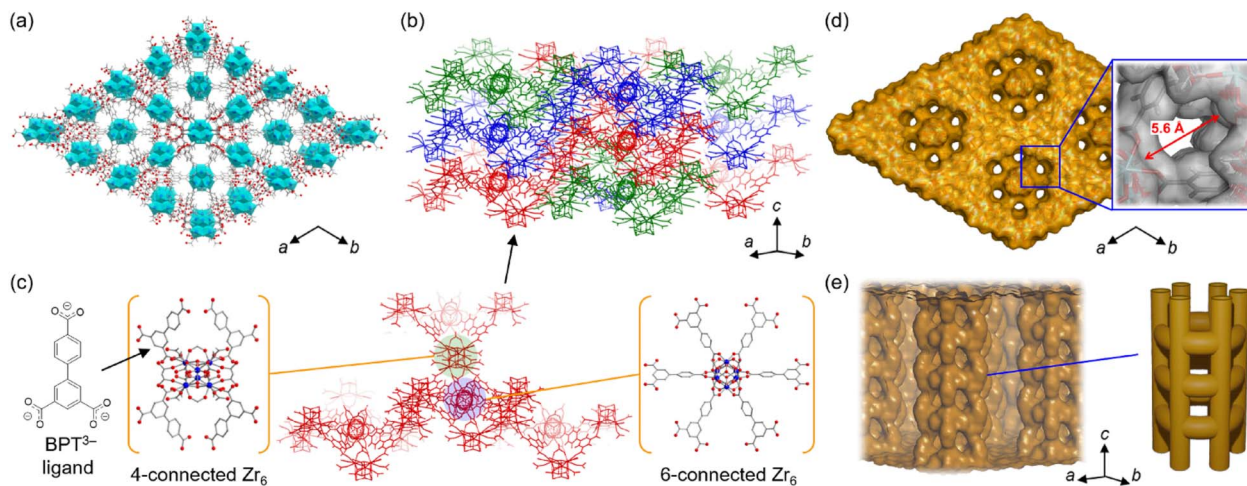 (a)
a
b
(b)
c
a
b
(c)
BPT³⁻
ligand
4-connected Zr₆
6-connected Zr₆
(d)
5.6 Å
a
b
(e)
c
a
b